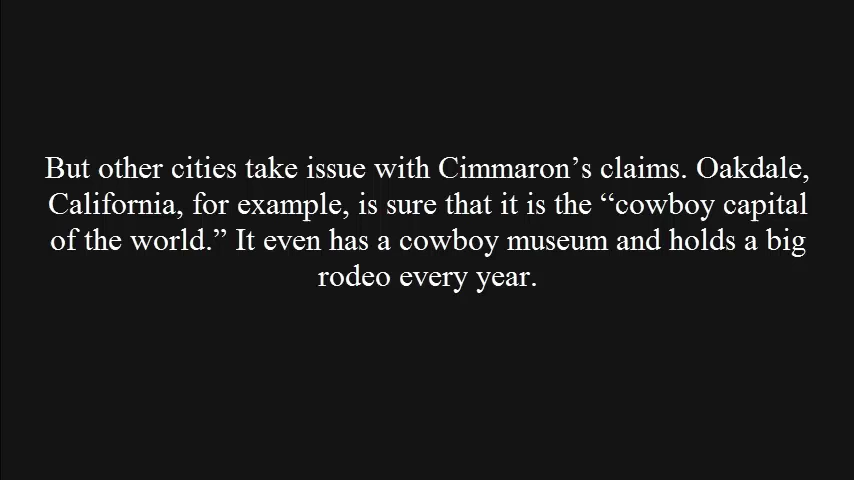 But other cities take issue with Cimmaron’s claims. Oakdale,
California, for example, is sure that it is the “cowboy capital
of the world.” It even has a cowboy museum and holds a big
rodeo every year.